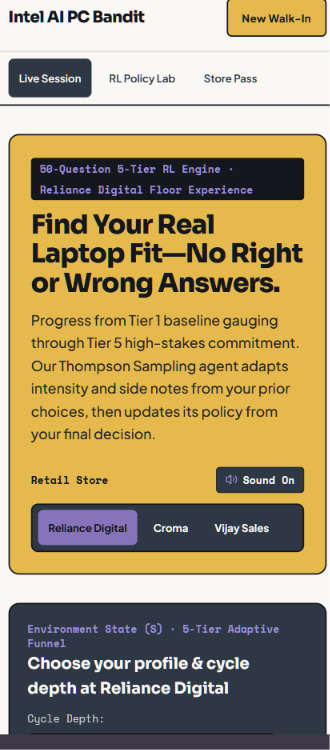 Intel AI PC Bandit
New Walk-In
Live Session
RL Policy Lab
Store Pass
50-Question 5-Tier RL Engine ·
Reliance Digital Floor Experience
Find Your Real
Laptop Fit—No Right
or Wrong Answers.
Progress from Tier 1 baseline gauging
through Tier 5 high-stakes commitment.
Our Thompson Sampling agent adapts
intensity and side notes from your prior
choices, then updates its policy from
your final decision.
Retail Store
Sound On
Reliance Digital
Croma
Vijay Sales
Environment State (S) · 5-Tier Adaptive
Funnel
Choose your profile & cycle
depth at Reliance Digital
Cycle Depth: